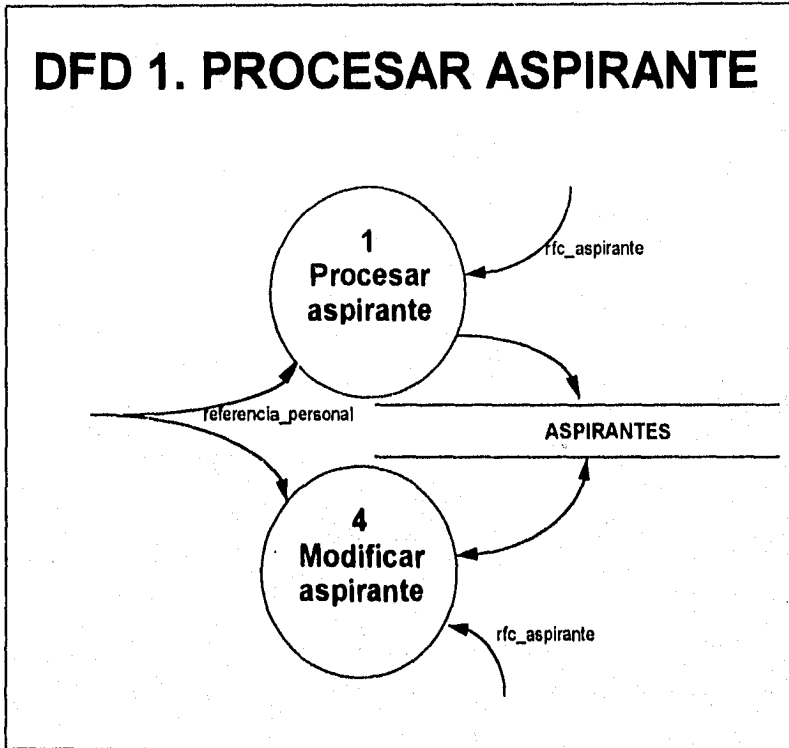 DFD 1. PROCESAR ASPIRANTE
1
Procesar
aspirante
rfc_aspirante
referencia_personal
ASPIRANTES
4
Modificar
aspirante
rfc_aspirante